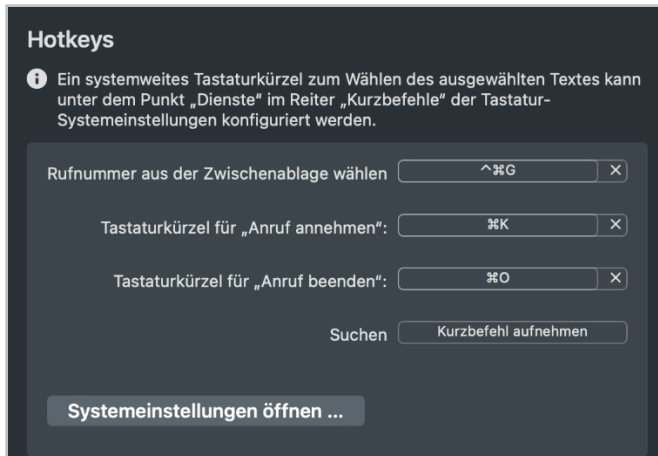 Hotkeys
Ein systemweites Tastaturkürzel zum Wählen des ausgewählten Textes kann
unter dem Punkt „Dienste“ im Reiter „Kurzbefehle“ der Tastatur-
Systemeinstellungen konfiguriert werden.
Rufnummer aus der Zwischenablage wählen ^⌘G ×
Tastaturkürzel für „Anruf annehmen“: ⌘K ×
Tastaturkürzel für „Anruf beenden“: ⌘O ×
Suchen Kurzbefehl aufnehmen
Systemeinstellungen öffnen ...